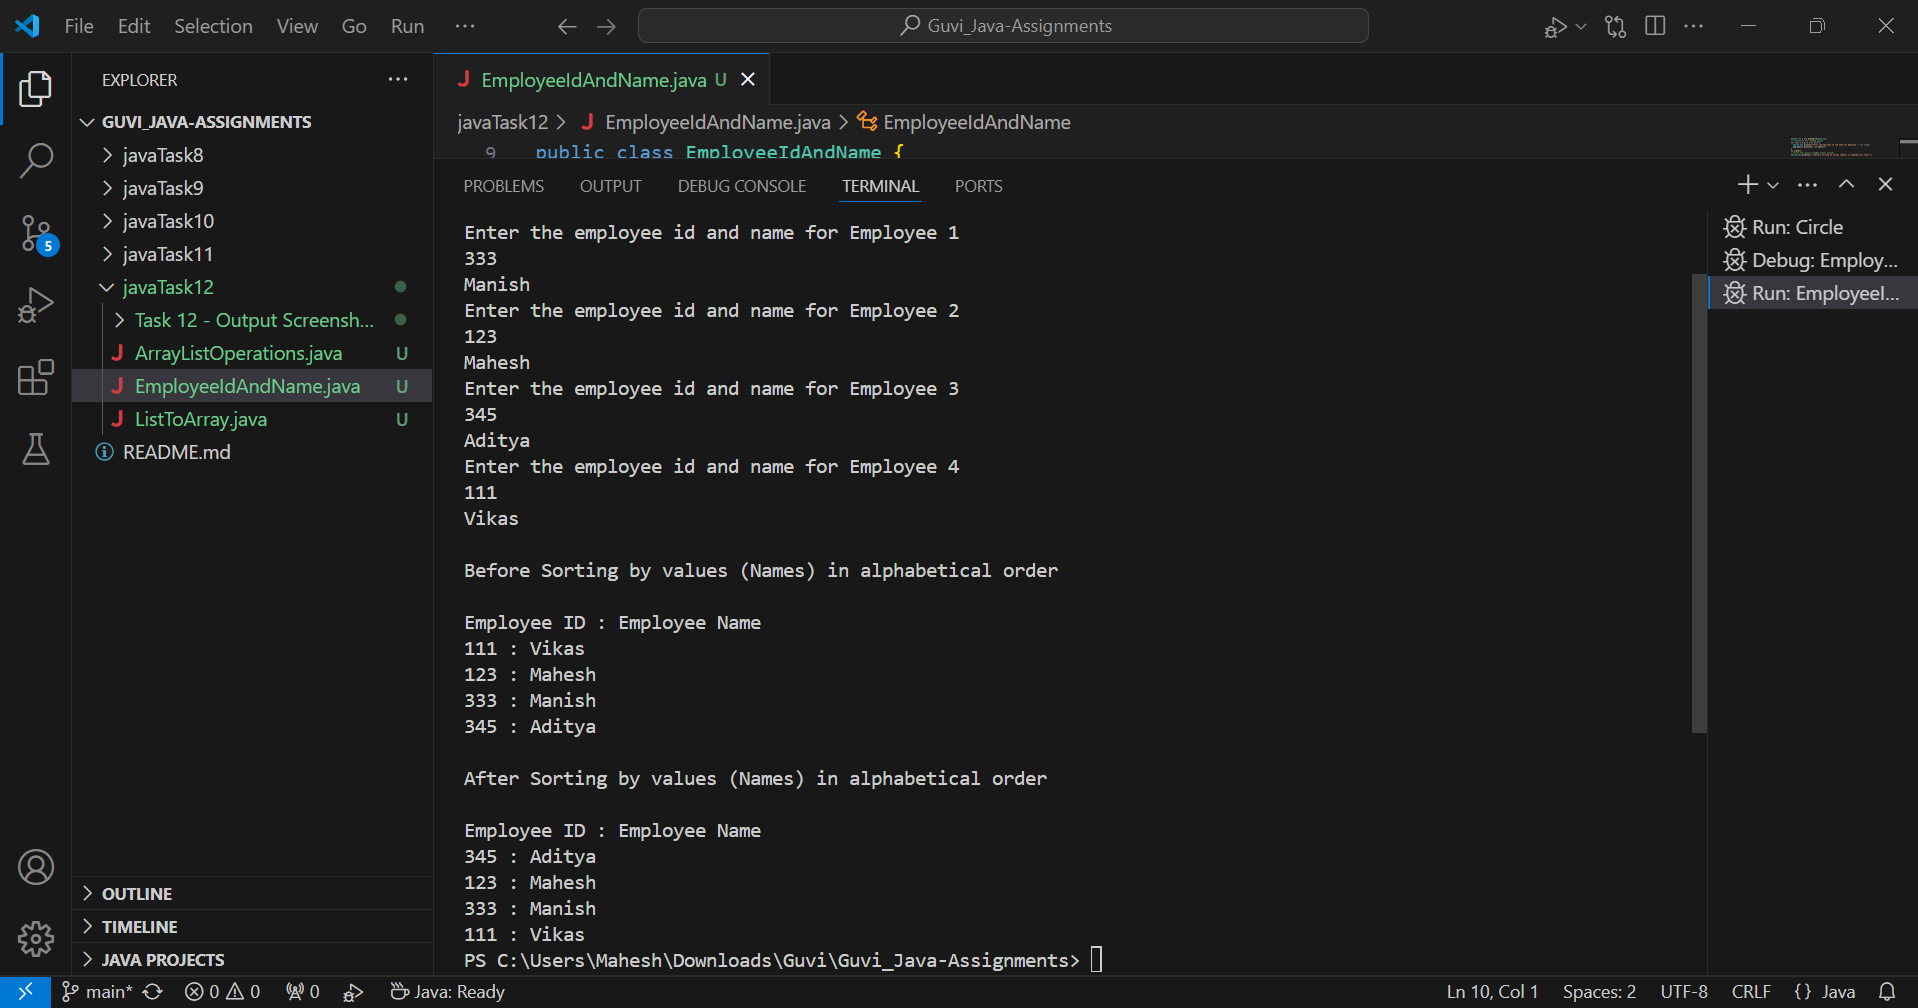 File Edit Selection View Go Run ···
Guvi_Java-Assignments
EXPLORER
GUVI_JAVA-ASSIGNMENTS
javaTask8
javaTask9
javaTask10
javaTask11
javaTask12
Task 12 - Output Screensh...
ArrayListOperations.java U
EmployeeIdAndName.java U
ListToArray.java U
README.md
5
OUTLINE
TIMELINE
JAVA PROJECTS
EmployeeIdAndName.java U
javaTask12 > EmployeeIdAndName.java > EmployeeIdAndName
9 public class EmployeeIdAndName {
PROBLEMS OUTPUT DEBUG CONSOLE TERMINAL PORTS
Enter the employee id and name for Employee 1
333
Manish
Enter the employee id and name for Employee 2
123
Mahesh
Enter the employee id and name for Employee 3
345
Aditya
Enter the employee id and name for Employee 4
111
Vikas
Before Sorting by values (Names) in alphabetical order
Employee ID : Employee Name
111 : Vikas
123 : Mahesh
333 : Manish
345 : Aditya
After Sorting by values (Names) in alphabetical order
Employee ID : Employee Name
345 : Aditya
123 : Mahesh
333 : Manish
111 : Vikas
PS C:\Users\Mahesh\Downloads\Guvi\Guvi_Java-Assignments>
Run: Circle
Debug: Employ...
Run: EmployeeI...
main* 0 0 0 Java: Ready
Ln 10, Col 1 Spaces: 2 UTF-8 CRLF {} Java